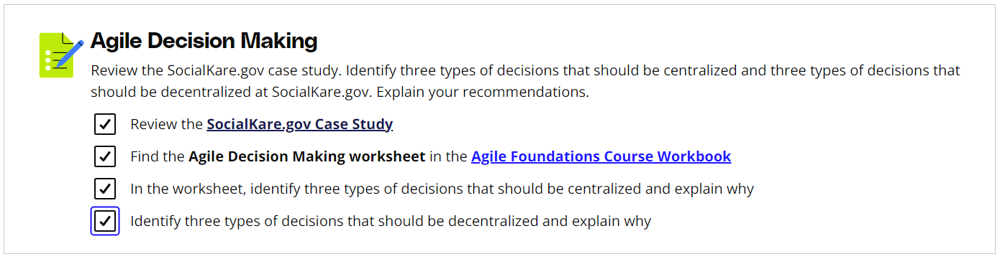 Agile Decision Making
Review the SocialKare.gov case study. Identify three types of decisions that should be centralized and three types of decisions that
should be decentralized at SocialKare.gov. Explain your recommendations.
Review the SocialKare.gov Case Study
Find the Agile Decision Making worksheet in the Agile Foundations Course Workbook
In the worksheet, identify three types of decisions that should be centralized and explain why
Identify three types of decisions that should be decentralized and explain why